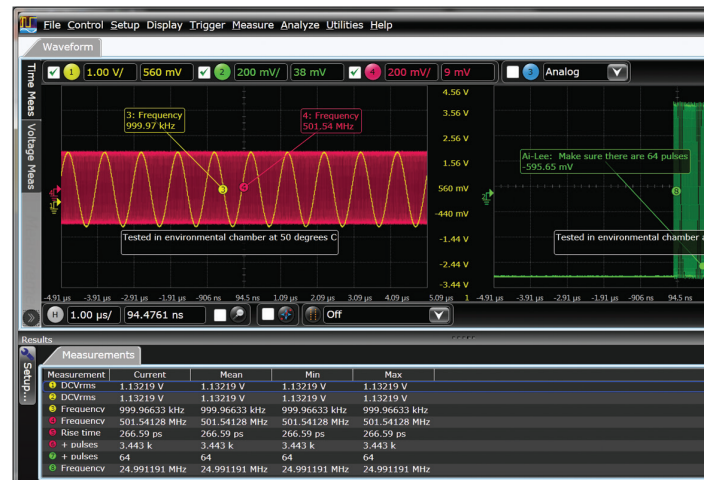 File Control Setup Display Trigger Measure Analyze Utilities Help
Waveform
Time Meas
Voltage Meas
1 1.00 V/ 560 mV 2 200 mV/ 38 mV 4 200 mV/ 9 mV 3 Analog
4.56 V
3.56 V
2.56 V
1.56 V
560 mV
-440 mV
-1.44 V
-2.44 V
-3.44 V
3: Frequency
999.97 kHz
4: Frequency
501.54 MHz
3
4
Tested in environmental chamber at 50 degrees C
Ai-Lee: Make sure there are 64 pulses
-595.65 mV
8
Tested in environmental chamber a
-4.91 µs -3.91 µs -2.91 µs -1.91 µs -906 ns 94.5 ns 1.09 µs 2.09 µs 3.09 µs 4.09 µs 5.09 µs 1 -4.91 µs -3.91 µs -2.91 µs -1.91 µs -906 ns 94.5 ns
H 1.00 µs/ 94.4761 ns Off
Results
Setup...
Measurements
Measurement Current Mean Min Max
1 DCVrms 1.13219 V 1.13219 V 1.13219 V 1.13219 V
2 DCVrms 1.13219 V 1.13219 V 1.13219 V 1.13219 V
3 Frequency 999.96633 kHz 999.96633 kHz 999.96633 kHz 999.96633 kHz
4 Frequency 501.54128 MHz 501.54128 MHz 501.54128 MHz 501.54128 MHz
5 Rise time 266.59 ps 266.59 ps 266.59 ps 266.59 ps
6 + pulses 3.443 k 3.443 k 3.443 k 3.443 k
7 + pulses 64 64 64 64
8 Frequency 24.991191 MHz 24.991191 MHz 24.991191 MHz 24.991191 MHz